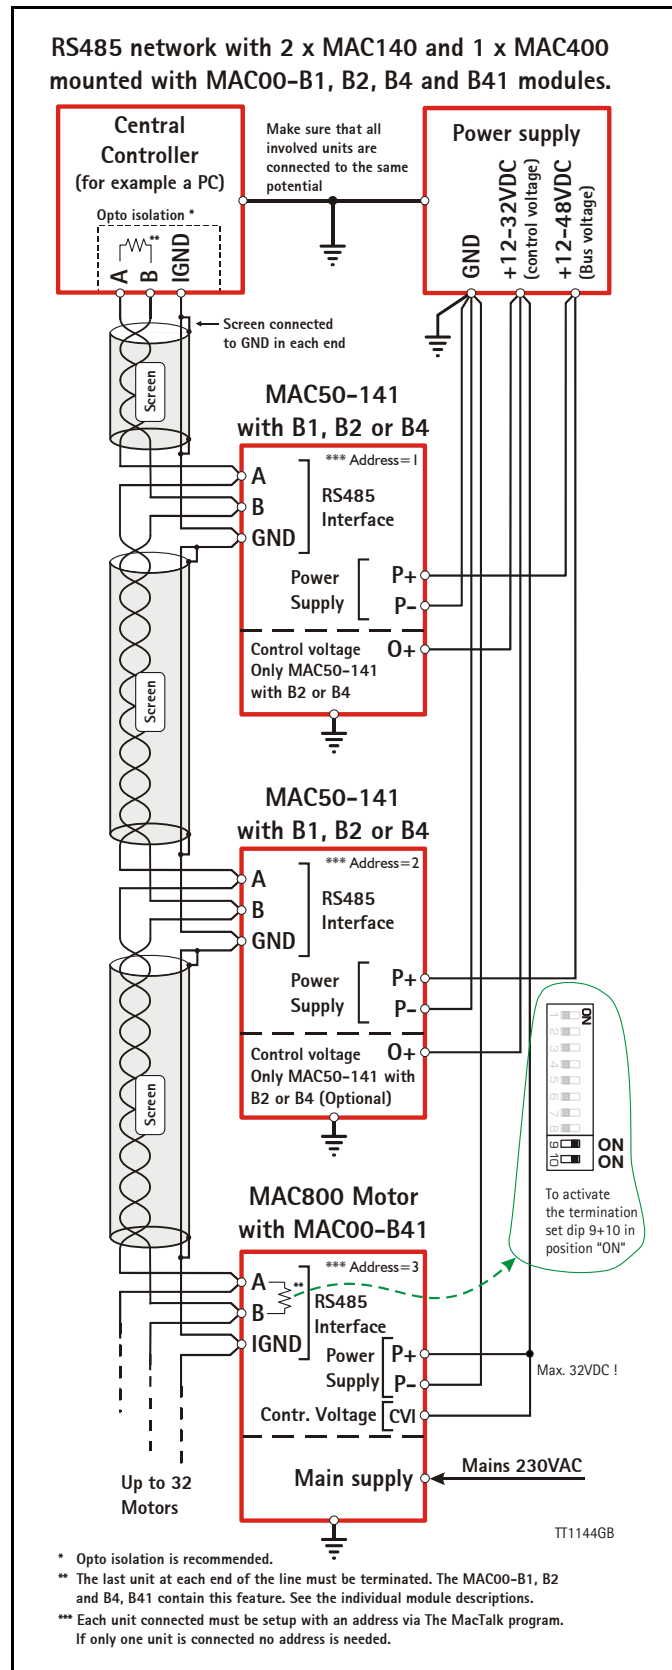 RS485 network with 2 x MAC140 and 1 x MAC400
mounted with MAC00-B1, B2, B4 and B41 modules.
Central
Controller
(for example a PC)
Opto isolation *
**
A
B
IGND
Make sure that all
involved units are
connected to the same
potential
Power supply
GND
+12-32VDC
(control voltage)
+12-48VDC
(Bus voltage)
Screen connected
to GND in each end
Screen
MAC50-141
with B1, B2 or B4
*** Address=1
A
B
GND
RS485
Interface
Power
Supply
P+
P-
Control voltage
Only MAC50-141
with B2 or B4
O+
Screen
MAC50-141
with B1, B2 or B4
*** Address=2
A
B
GND
RS485
Interface
Power
Supply
P+
P-
Control voltage
Only MAC50-141 with
B2 or B4 (Optional)
O+
Screen
ON
1
2
3
4
5
6
7
8
9
10
ON
ON
To activate
the termination
set dip 9+10 in
position "ON"
MAC800 Motor
with MAC00-B41
*** Address=3
A
**
B
IGND
RS485
Interface
Power
Supply
P+
P-
Max. 32VDC !
Contr. Voltage
CVI
Main supply
Mains 230VAC
Up to 32
Motors
TT1144GB
* Opto isolation is recommended.
** The last unit at each end of the line must be terminated. The MAC00-B1, B2
and B4, B41 contain this feature. See the individual module descriptions.
*** Each unit connected must be setup with an address via The MacTalk program.
If only one unit is connected no address is needed.